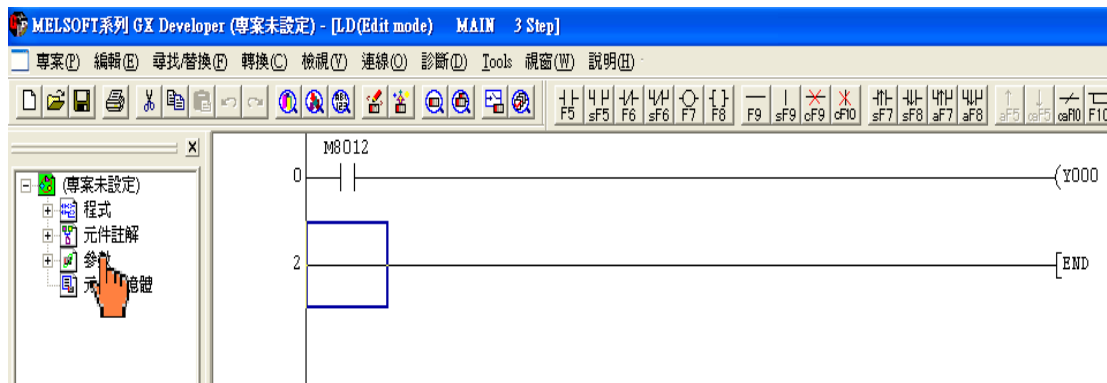 MELSOFT系列 GX Developer (專案未設定) - [LD(Edit mode) MAIN 3 Step]
專案(P) 編輯(E) 尋找/替換(F) 轉換(C) 檢視(V) 連線(O) 診斷(D) Tools 視窗(W) 說明(H)
F5 sF5 F6 sF6 F7 F8 F9 sF9 cF9 cF10 sF7 sF8 aF7 aF8 aF5 caF5 caF10 F10
(專案未設定)
程式
元件註解
參數
元 憶體
M8012
0 Y000
2 END